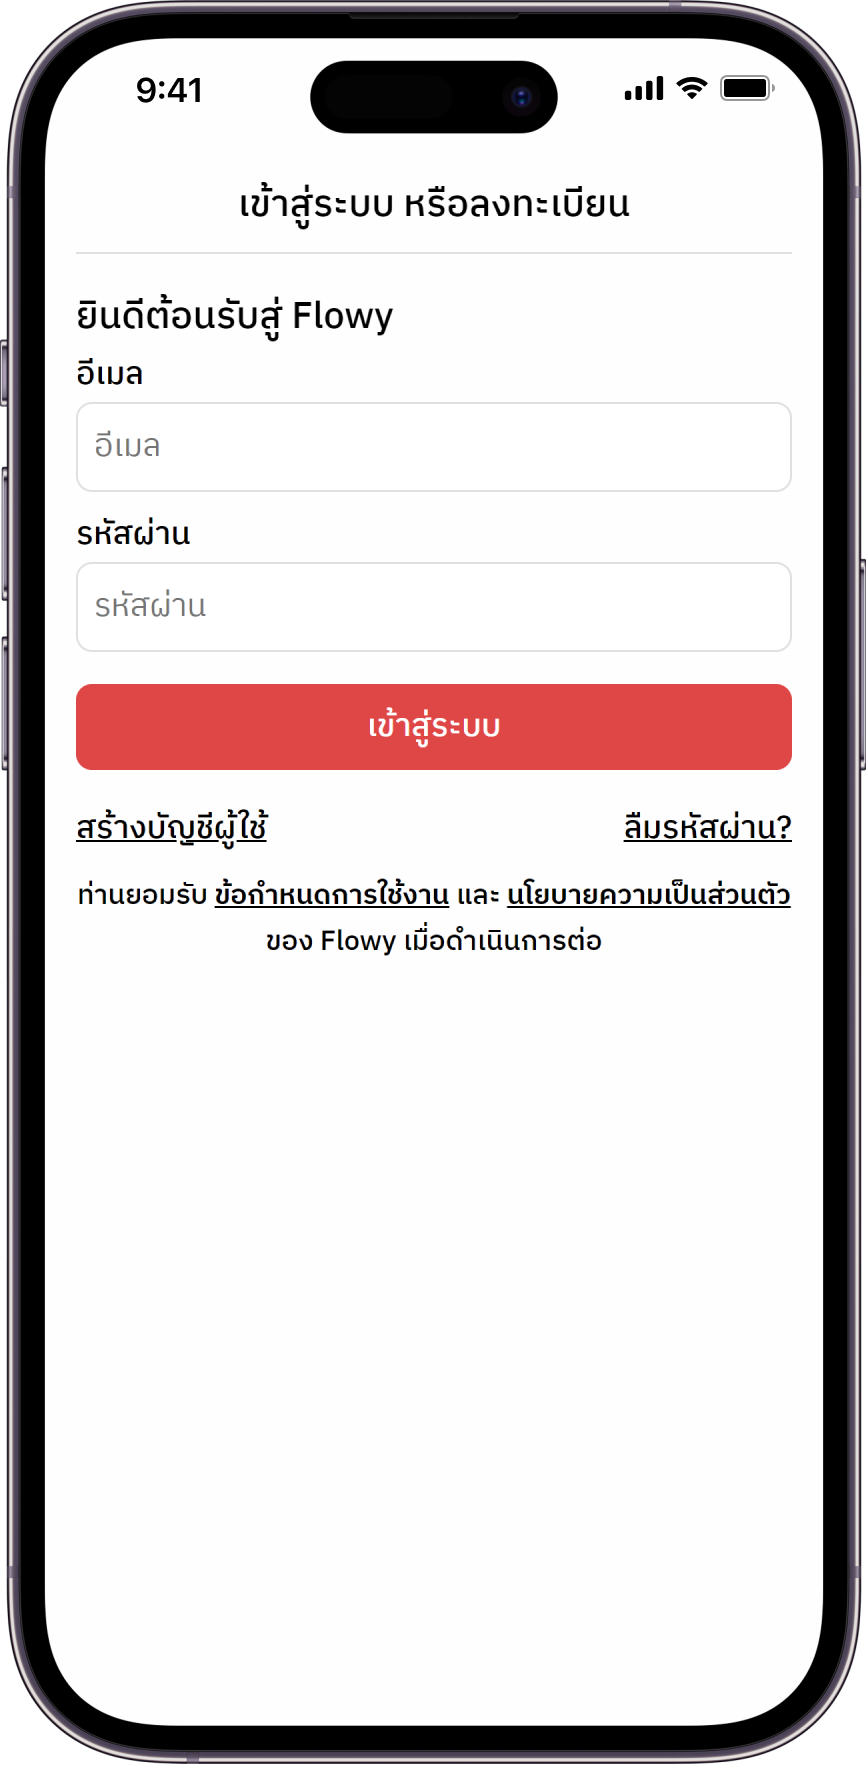 9:41
เข้าสู่ระบบ หรือลงทะเบียน
ยินดีต้อนรับสู่ Flowy
อีเมล
อีเมล
รหัสผ่าน
รหัสผ่าน
เข้าสู่ระบบ
สร้างบัญชีผู้ใช้ ลืมรหัสผ่าน?
ท่านยอมรับ ข้อกำหนดการใช้งาน และ นโยบายความเป็นส่วนตัว
ของ Flowy เมื่อดำเนินการต่อ